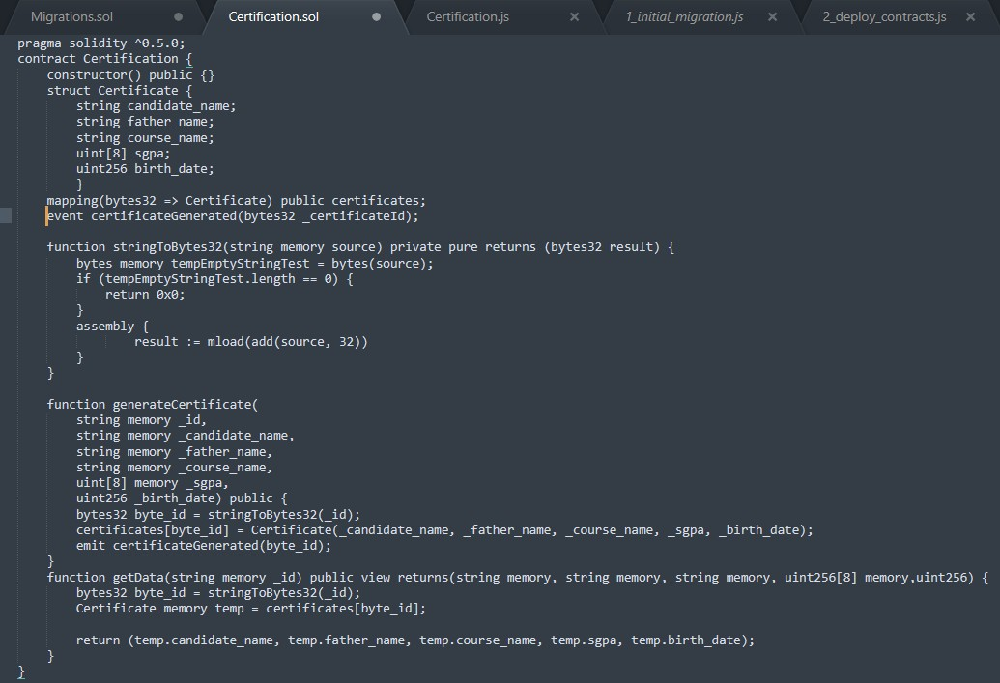 Migrations.sol Certification.sol Certification.js 1_initial_migration.js 2_deploy_contracts.js
pragma solidity ^0.5.0;
contract Certification {
    constructor() public {}
    struct Certificate {
        string candidate_name;
        string father_name;
        string course_name;
        uint[8] sgpa;
        uint256 birth_date;
        }
    mapping(bytes32 => Certificate) public certificates;
    event certificateGenerated(bytes32 _certificateId);

    function stringToBytes32(string memory source) private pure returns (bytes32 result) {
        bytes memory tempEmptyStringTest = bytes(source);
        if (tempEmptyStringTest.length == 0) {
            return 0x0;
        }
        assembly {
                result := mload(add(source, 32))
        }
    }

    function generateCertificate(
        string memory _id,
        string memory _candidate_name,
        string memory _father_name,
        string memory _course_name,
        uint[8] memory _sgpa,
        uint256 _birth_date) public {
        bytes32 byte_id = stringToBytes32(_id);
        certificates[byte_id] = Certificate(_candidate_name, _father_name, _course_name, _sgpa, _birth_date);
        emit certificateGenerated(byte_id);
    }
    function getData(string memory _id) public view returns(string memory, string memory, string memory, uint256[8] memory,uint256) {
        bytes32 byte_id = stringToBytes32(_id);
        Certificate memory temp = certificates[byte_id];

        return (temp.candidate_name, temp.father_name, temp.course_name, temp.sgpa, temp.birth_date);
    }
}